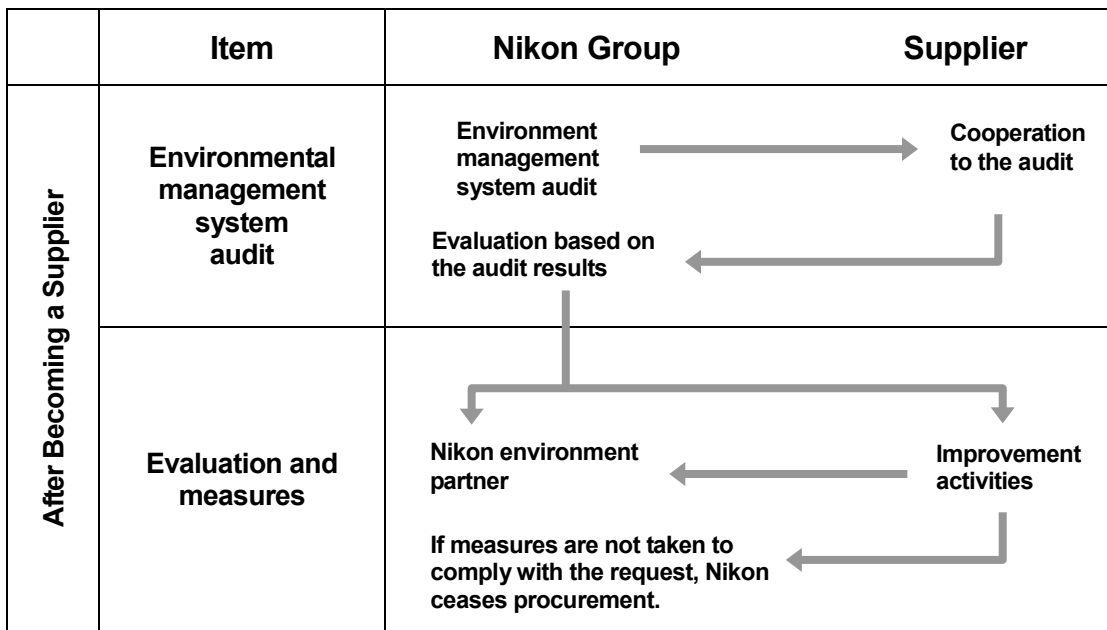 Item
Nikon Group
Supplier
After Becoming a Supplier
Environmental
management
system
audit
Environment
management
system audit
Cooperation
to the audit
Evaluation based on
the audit results
Evaluation and
measures
Nikon environment
partner
Improvement
activities
If measures are not taken to
comply with the request, Nikon
ceases procurement.